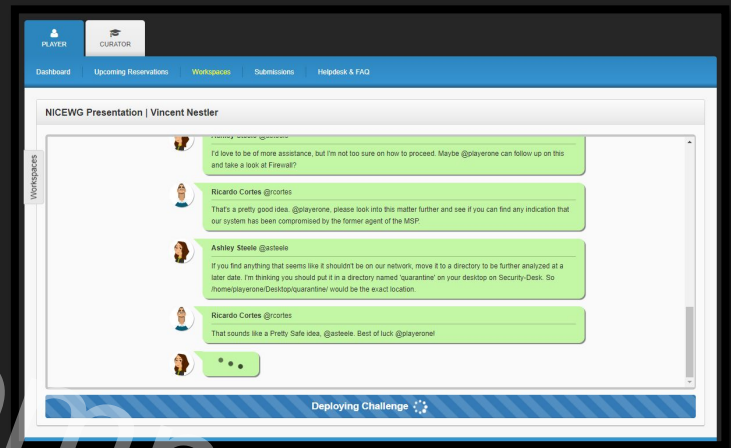 PLAYER
CURATOR
Dashboard
Upcoming Reservations
Workspaces
Submissions
Helpdesk & FAQ
NICEWG Presentation | Vincent Nestler
Workspaces
I'd love to be of more assistance, but I'm not too sure on how to proceed. Maybe @playerone can follow up on this
and take a look at Firewall?
Ricardo Cortes @rcortes
That's a pretty good idea. @playerone, please look into this matter further and see if you can find any indication that
our system has been compromised by the former agent of the MSP.
Ashley Steele @asteele
If you find anything that seems like it shouldn't be on our network, move it to a directory to be further analyzed at a
later date. I'm thinking you should put it in a directory named 'quarantine' on your desktop on Security-Desk. So
/home/playerone/Desktop/quarantine/ would be the exact location.
Ricardo Cortes @rcortes
That sounds like a Pretty Safe idea, @asteele. Best of luck @playerone!
Deploying Challenge